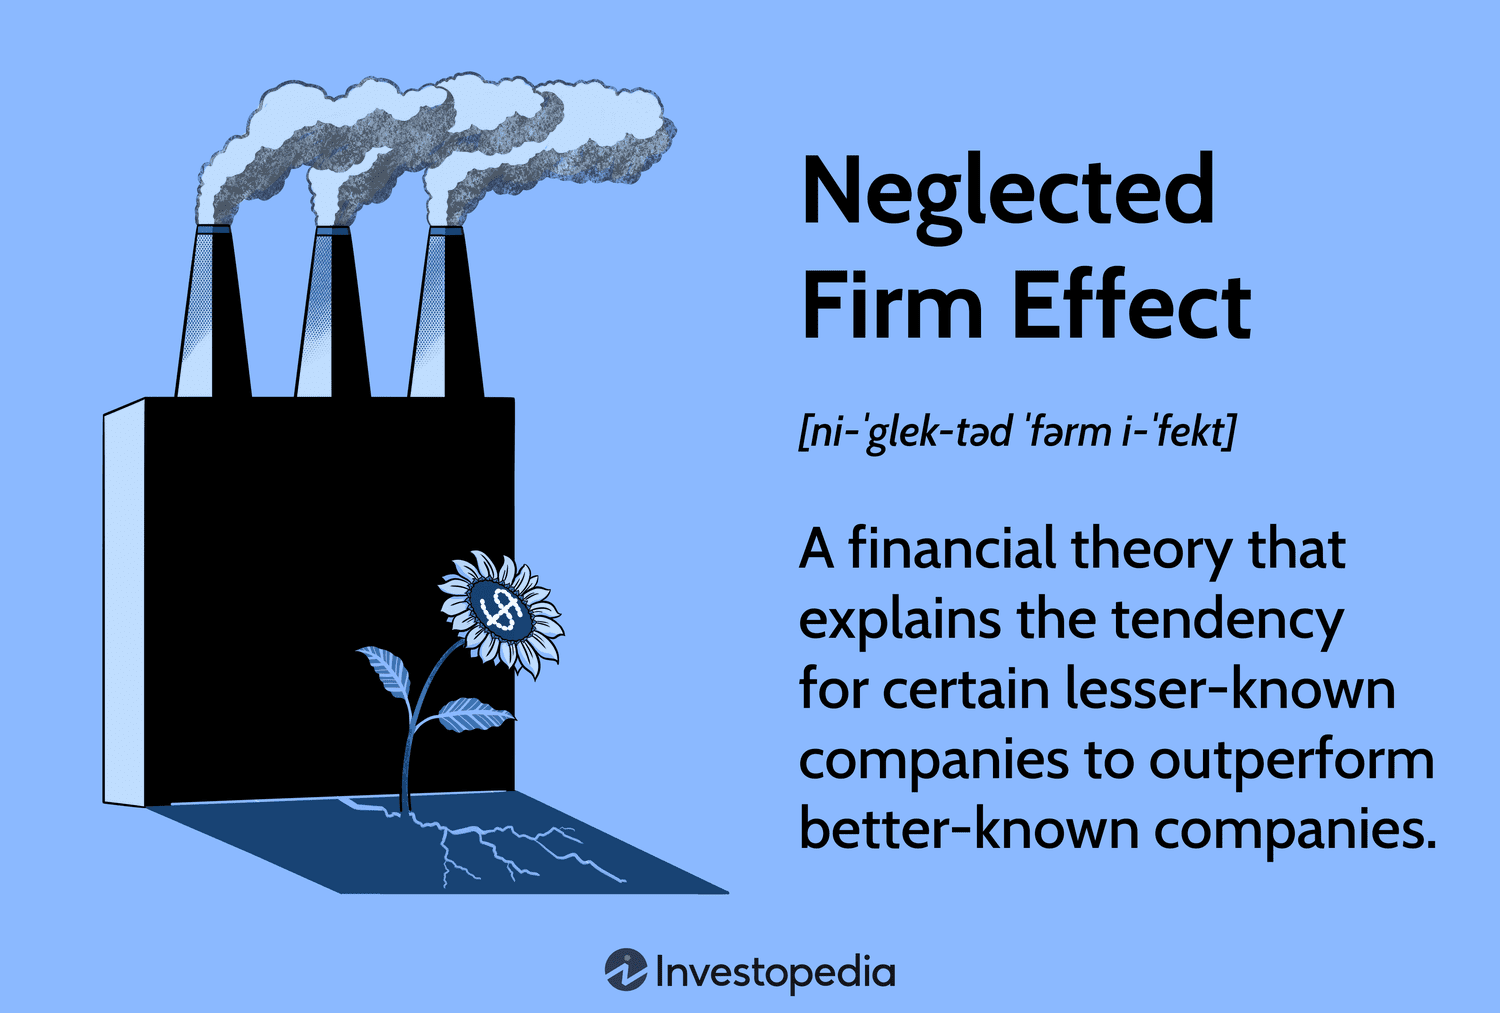 Neglected
Firm Effect
[ni-ˈglek-təd ˈfərm i-ˈfekt]
A financial theory that
explains the tendency
for certain lesser-known
companies to outperform
better-known companies.
$
Investopedia